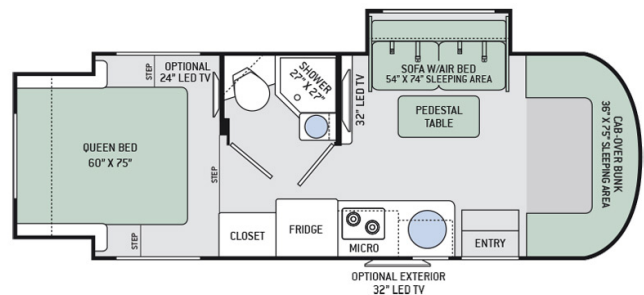 STEP
OPTIONAL
24" LED TV
SHOWER
27" X 27"
32" LED TV
SOFA W/AIR BED
54" X 74" SLEEPING AREA
PEDESTAL
TABLE
CAB-OVER BUNK
36" X 75" SLEEPING AREA
QUEEN BED
60" X 75"
STEP
STEP
CLOSET
FRIDGE
MICRO
ENTRY
OPTIONAL EXTERIOR
32" LED TV